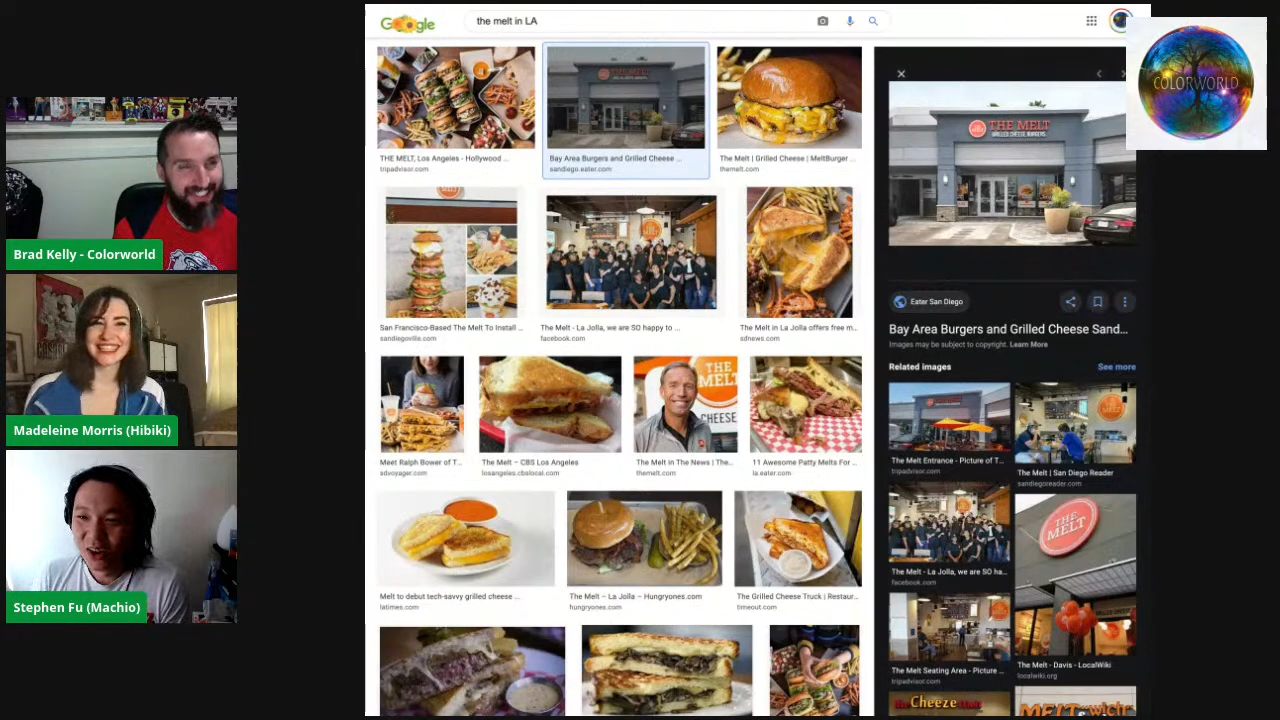 Google
the melt in LA
COLORWORLD
Brad Kelly - Colorworld
Madeleine Morris (Hibiki)
Stephen Fu (Machio)
THE MELT, Los Angeles - Hollywood ...
tripadvisor.com
THE MELT
Bay Area Burgers and Grilled Cheese ...
sandiego.eater.com
The Melt | Grilled Cheese | MeltBurger ...
themelt.com
San Francisco-Based The Melt To Install ...
sandiegoville.com
The Melt - La Jolla, we are SO happy to ...
facebook.com
The Melt in La Jolla offers free m...
sdnews.com
THE
MELT
CHEESE
Meet Ralph Bower of T...
sdvoyager.com
The Melt – CBS Los Angeles
losangeles.cbslocal.com
The Melt in The News | The...
themelt.com
11 Awesome Patty Melts For ...
la.eater.com
Melt to debut tech-savvy grilled cheese ...
latimes.com
The Melt – La Jolla – Hungryones.com
hungryones.com
The Grilled Cheese Truck | Restaur...
timeout.com
THE MELT
GRILLED CHEESE BURGERS
Eater San Diego
Bay Area Burgers and Grilled Cheese Sand...
Images may be subject to copyright. Learn More
Related images
See more
The Melt Entrance - Picture of T...
tripadvisor.com
The Melt | San Diego Reader
sandiegoreader.com
The Melt - La Jolla, we are SO ha...
facebook.com
THE
MELT
The Melt Seating Area - Picture ...
tripadvisor.com
The Melt - Davis - LocalWiki
localwiki.org